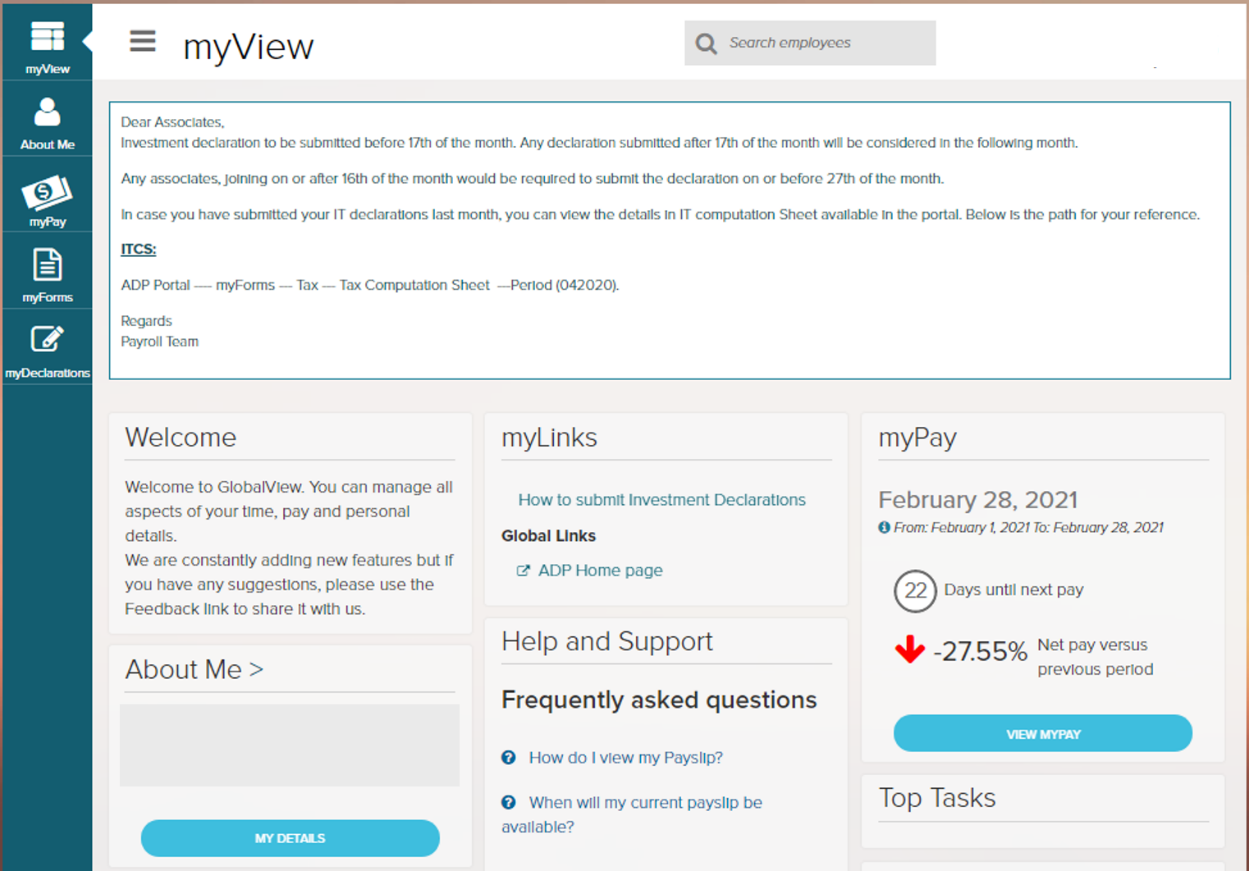 myView
About Me
myPay
myForms
myDeclarations
myView
Search employees
Dear Associates,
Investment declaration to be submitted before 17th of the month. Any declaration submitted after 17th of the month will be considered in the following month.
Any associates, joining on or after 16th of the month would be required to submit the declaration on or before 27th of the month.
In case you have submitted your IT declarations last month, you can view the details in IT computation Sheet available in the portal. Below is the path for your reference.
ITCS:
ADP Portal ---- myForms --- Tax --- Tax Computation Sheet ---Period (042020).
Regards
Payroll Team
Welcome
Welcome to GlobalView. You can manage all
aspects of your time, pay and personal
details.
We are constantly adding new features but if
you have any suggestions, please use the
Feedback link to share it with us.
About Me >
MY DETAILS
myLinks
How to submit Investment Declarations
Global Links
ADP Home page
Help and Support
Frequently asked questions
How do I view my Payslip?
When will my current payslip be
available?
myPay
February 28, 2021
From: February 1, 2021 To: February 28, 2021
22 Days until next pay
-27.55% Net pay versus
previous period
VIEW MYPAY
Top Tasks